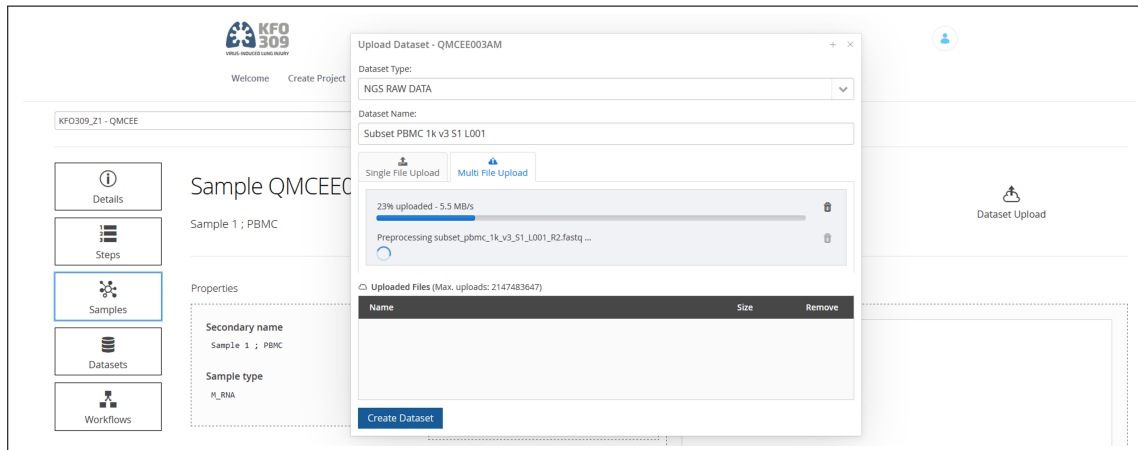 KFO
309
VIRUS-INDUCED LUNG INJURY
Welcome Create Project
KFO309_Z1 - QMCEE
Details
Steps
Samples
Datasets
Workflows
Sample QMCEE0
Sample 1 ; PBMC
Dataset Upload
Properties
Secondary name
Sample 1 ; PBMC
Sample type
M_RNA
Upload Dataset - QMCEE003AM
Dataset Type:
NGS RAW DATA
Dataset Name:
Subset PBMC 1k v3 S1 L001
Single File Upload Multi File Upload
23% uploaded - 5.5 MB/s
Preprocessing subset_pbmc_1k_v3_S1_L001_R2.fastq ...
Uploaded Files (Max. uploads: 2147483647)
Name Size Remove
Create Dataset